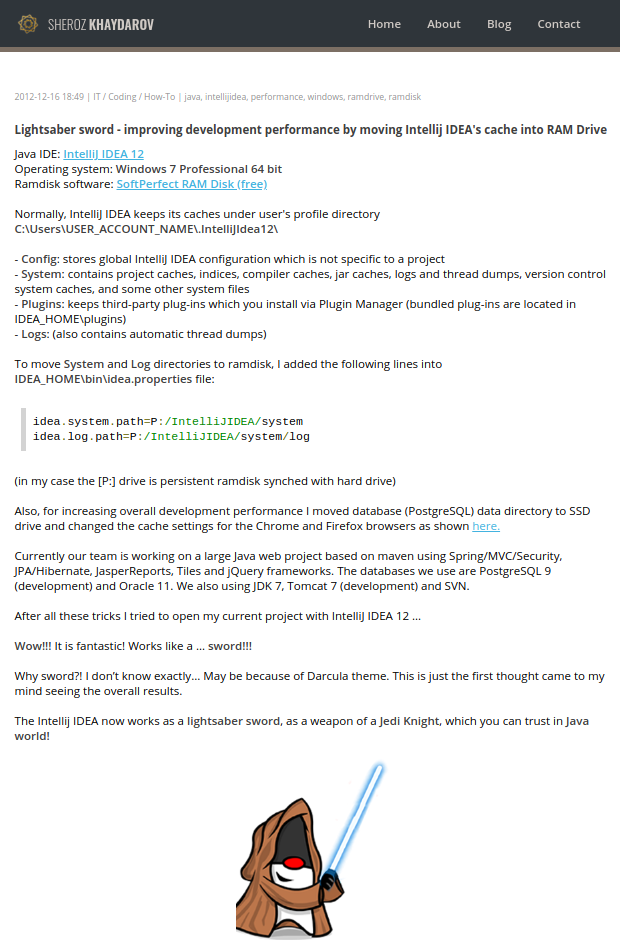 SHEROZ KHAYDAROV
Home About Blog Contact
2012-12-16 18:49 | IT / Coding / How-To | java, intellijidea, performance, windows, ramdrive, ramdisk
Lightsaber sword - improving development performance by moving Intellij IDEA's cache into RAM Drive
Java IDE: IntelliJ IDEA 12
Operating system: Windows 7 Professional 64 bit
Ramdisk software: SoftPerfect RAM Disk (free)
Normally, IntelliJ IDEA keeps its caches under user's profile directory
C:\Users\USER_ACCOUNT_NAME\.IntelliJIdea12\
- Config: stores global IntelliJ IDEA configuration which is not specific to a project
- System: contains project caches, indices, compiler caches, jar caches, logs and thread dumps, version control
system caches, and some other system files
- Plugins: keeps third-party plug-ins which you install via Plugin Manager (bundled plug-ins are located in
IDEA_HOME\plugins)
- Logs: (also contains automatic thread dumps)
To move System and Log directories to ramdisk, I added the following lines into
IDEA_HOME\bin\idea.properties file:
idea.system.path=P:/IntelliJIDEA/system
idea.log.path=P:/IntelliJIDEA/system/log
(in my case the [P:] drive is persistent ramdisk synched with hard drive)
Also, for increasing overall development performance I moved database (PostgreSQL) data directory to SSD
drive and changed the cache settings for the Chrome and Firefox browsers as shown here.
Currently our team is working on a large Java web project based on maven using Spring/MVC/Security,
JPA/Hibernate, JasperReports, Tiles and jQuery frameworks. The databases we use are PostgreSQL 9
(development) and Oracle 11. We also using JDK 7, Tomcat 7 (development) and SVN.
After all these tricks I tried to open my current project with IntelliJ IDEA 12 ...
Wow!!! It is fantastic! Works like a ... sword!!!
Why sword?! I don’t know exactly... May be because of Darcula theme. This is just the first thought came to my
mind seeing the overall results.
The Intellij IDEA now works as a lightsaber sword, as a weapon of a Jedi Knight, which you can trust in Java
world!